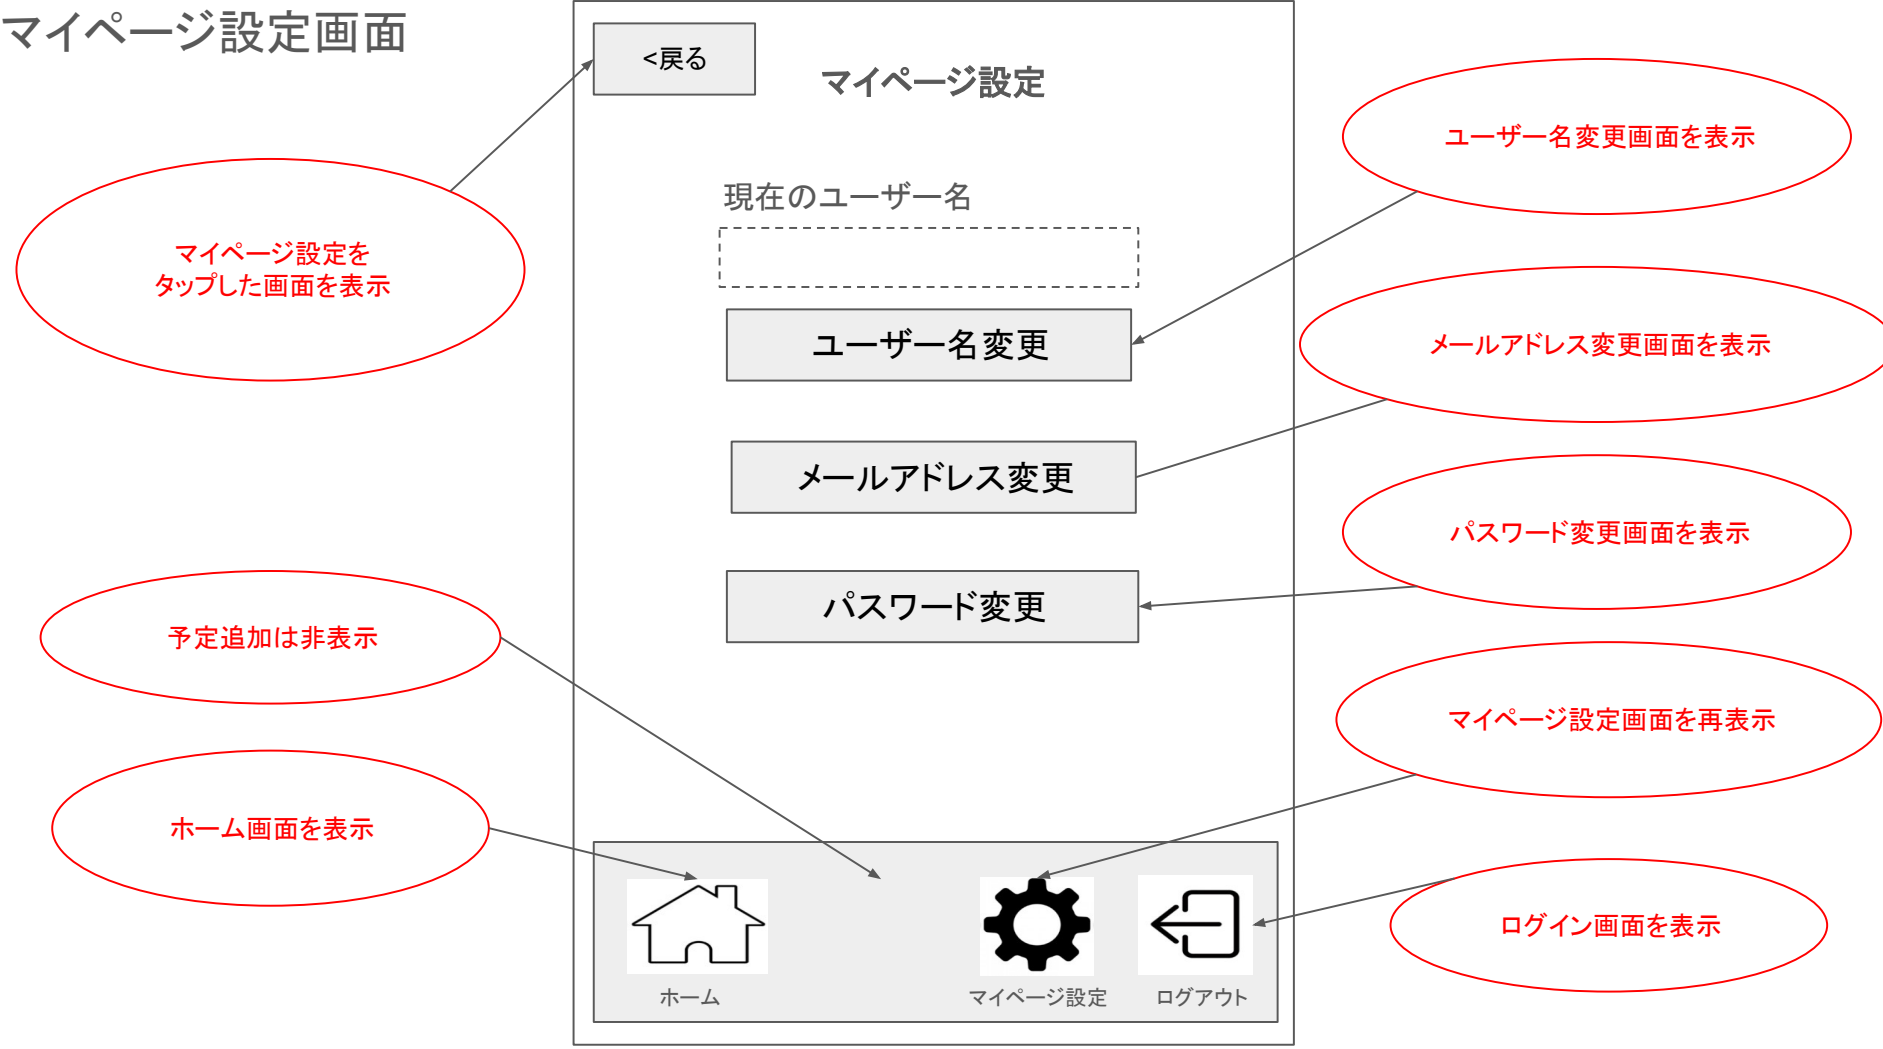 マイページ設定画面
<戻る
マイページ設定
現在のユーザー名
ユーザー名変更
メールアドレス変更
パスワード変更
ホーム
マイページ設定
ログアウト
マイページ設定を
タップした画面を表示
予定追加は非表示
ホーム画面を表示
ユーザー名変更画面を表示
メールアドレス変更画面を表示
パスワード変更画面を表示
マイページ設定画面を再表示
ログイン画面を表示